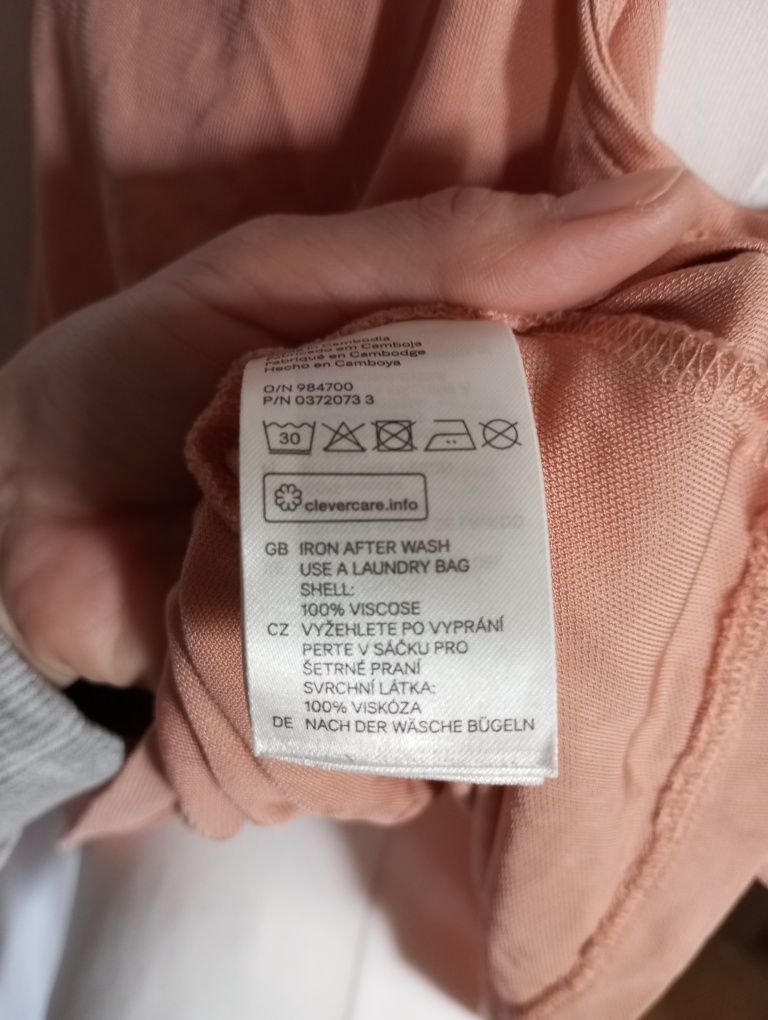 in Cambodia
Fabricado em Camboja
Fabriqué en Cambodge
Hecho en Camboya
O/N 984700
P/N 0372073 3
30
clevercare.info
GB IRON AFTER WASH
USE A LAUNDRY BAG
SHELL:
100% VISCOSE
CZ VYŽEHLETE PO VYPRÁNÍ
PERTE V SÁČKU PRO
ŠETRNÉ PRANÍ
SVRCHNÍ LÁTKA:
100% VISKÓZA
DE NACH DER WÄSCHE BÜGELN